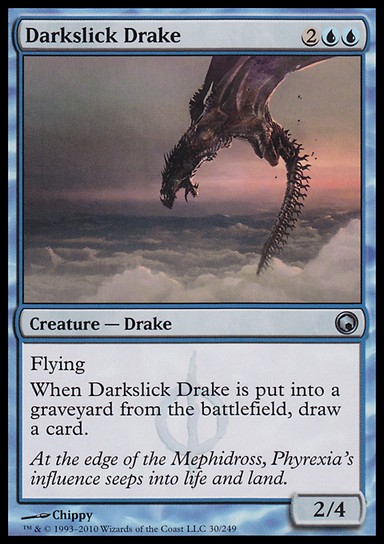 Darkslick Drake 2
Creature — Drake
Flying
When Darkslick Drake is put into a
graveyard from the battlefield, draw
a card.
At the edge of the Mephidross, Phyrexia's
influence seeps into life and land.
Chippy
2/4
™ & © 1993–2010 Wizards of the Coast LLC 30/249